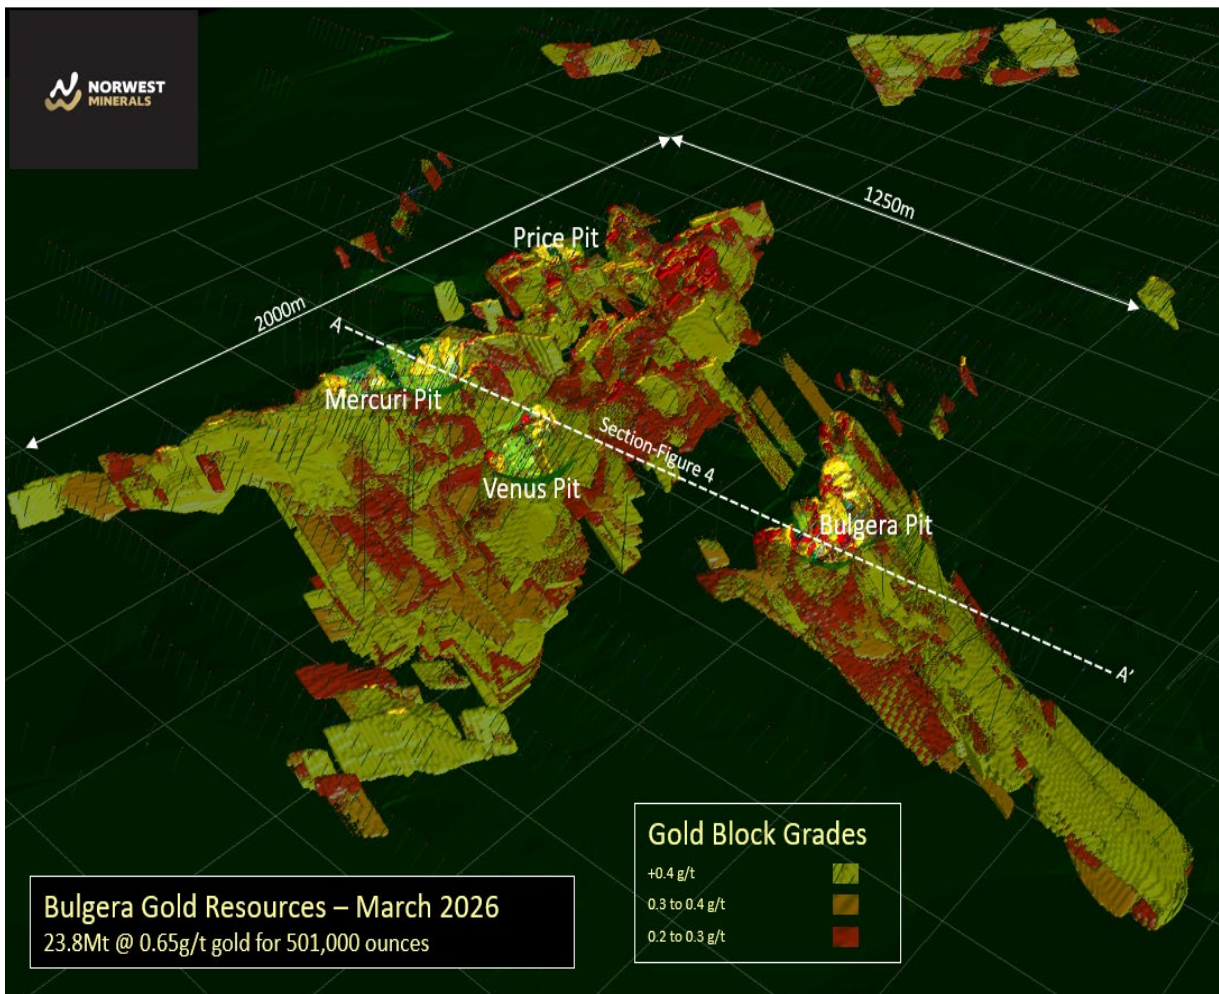 NORWEST
MINERALS
1250m
Price Pit
2000m
A
Mercuri Pit
Section-Figure 4
Venus Pit
Bulgera Pit
A'
Gold Block Grades
+0.4 g/t
0.3 to 0.4 g/t
0.2 to 0.3 g/t
Bulgera Gold Resources – March 2026
23.8Mt @ 0.65g/t gold for 501,000 ounces